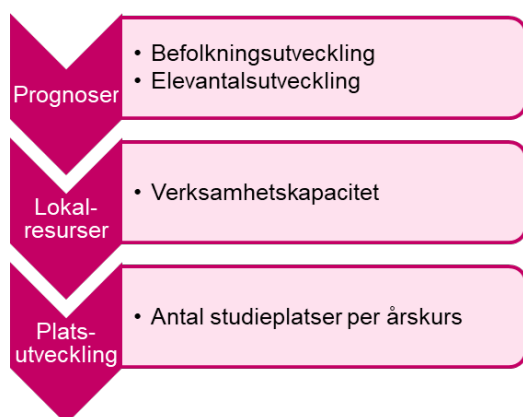 Prognoser
• Befolkningsutveckling
• Elevantalsutveckling
Lokal-
resurser
• Verksamhetskapacitet
Plats-
utveckling
• Antal studieplatser per årskurs